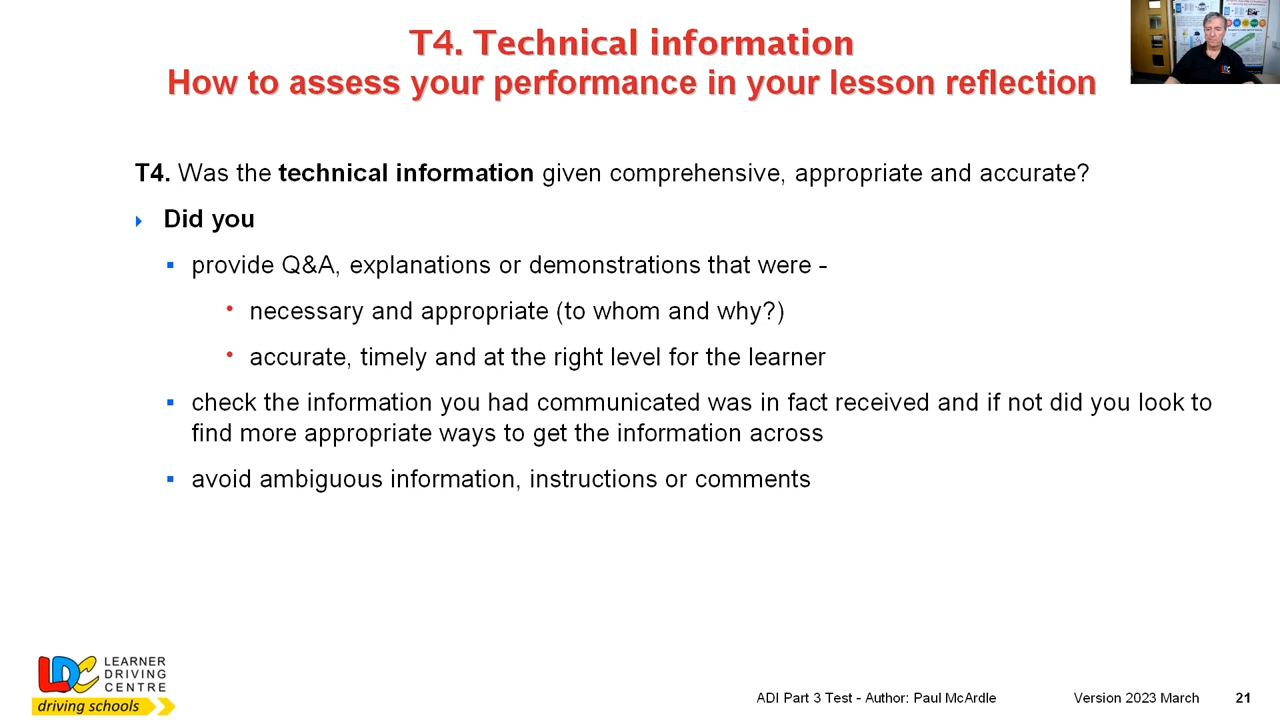 T4. Technical information
How to assess your performance in your lesson reflection
T4. Was the technical information given comprehensive, appropriate and accurate?
Did you
provide Q&A, explanations or demonstrations that were -
necessary and appropriate (to whom and why?)
accurate, timely and at the right level for the learner
check the information you had communicated was in fact received and if not did you look to
find more appropriate ways to get the information across
avoid ambiguous information, instructions or comments
LDC LEARNER
DRIVING
CENTRE
driving schools
ADI Part 3 Test - Author: Paul McArdle Version 2023 March 21